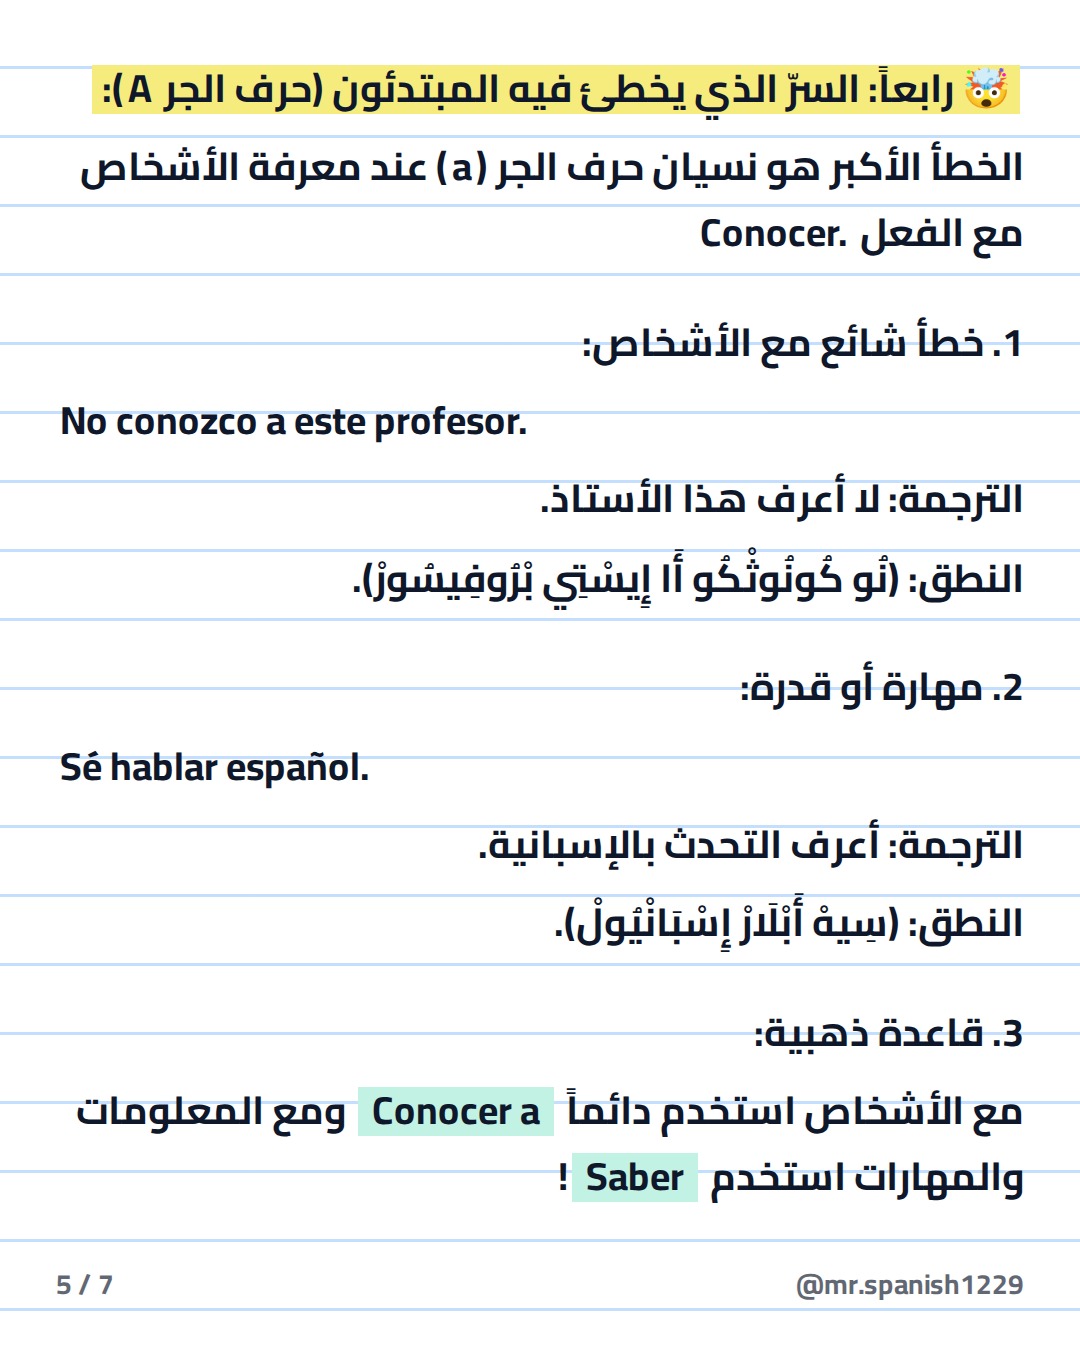 🤯 رابعاً: السرّ الذي يخطئ فيه المبتدئون (حرف الجر A):
الخطأ الأكبر هو نسيان حرف الجر (a) عند معرفة الأشخاص
مع الفعل Conocer.
1. خطأ شائع مع الأشخاص:
No conozco a este profesor.
الترجمة: لا أعرف هذا الأستاذ.
النطق: (نُو كُونُوثْكُو أَا إِيسْتِي بْرُوفِيسُورْ).
2. مهارة أو قدرة:
Sé hablar español.
الترجمة: أعرف التحدث بالإسبانية.
النطق: (سِيهْ أَبْلَارْ إِسْبَانْيُولْ).
3. قاعدة ذهبية:
مع الأشخاص استخدم دائماً Conocer a ومع المعلومات
والمهارات استخدم Saber !
5 / 7
@mr.spanish1229